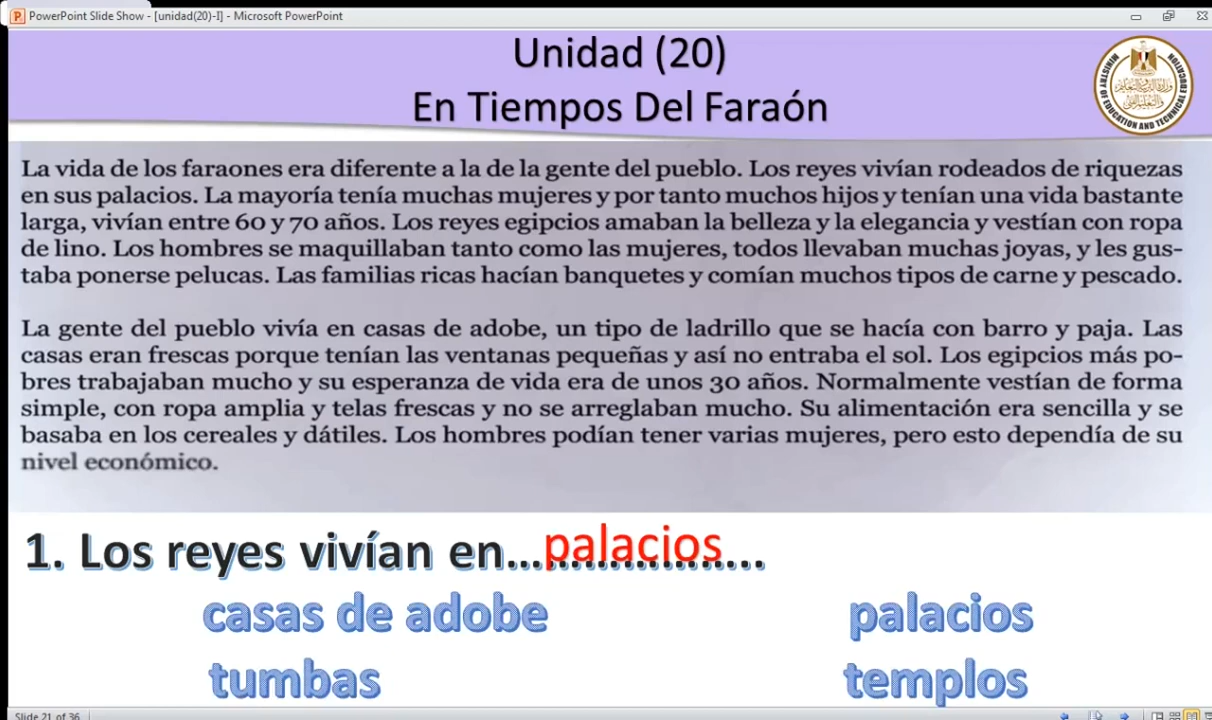 PowerPoint Slide Show - [unidad(20)-I] - Microsoft PowerPoint
Unidad (20)
En Tiempos Del Faraón
MINISTRY OF EDUCATION AND TECHNICAL EDUCATION
La vida de los faraones era diferente a la de la gente del pueblo. Los reyes vivían rodeados de riquezas
en sus palacios. La mayoría tenía muchas mujeres y por tanto muchos hijos y tenían una vida bastante
larga, vivían entre 60 y 70 años. Los reyes egipcios amaban la belleza y la elegancia y vestían con ropa
de lino. Los hombres se maquillaban tanto como las mujeres, todos llevaban muchas joyas, y les gus-
taba ponerse pelucas. Las familias ricas hacían banquetes y comían muchos tipos de carne y pescado.
La gente del pueblo vivía en casas de adobe, un tipo de ladrillo que se hacía con barro y paja. Las
casas eran frescas porque tenían las ventanas pequeñas y así no entraba el sol. Los egipcios más po-
bres trabajaban mucho y su esperanza de vida era de unos 30 años. Normalmente vestían de forma
simple, con ropa amplia y telas frescas y no se arreglaban mucho. Su alimentación era sencilla y se
basaba en los cereales y dátiles. Los hombres podían tener varias mujeres, pero esto dependía de su
nivel económico.
1. Los reyes vivían en...palacios...
casas de adobe palacios
tumbas templos
Slide 21 of 36